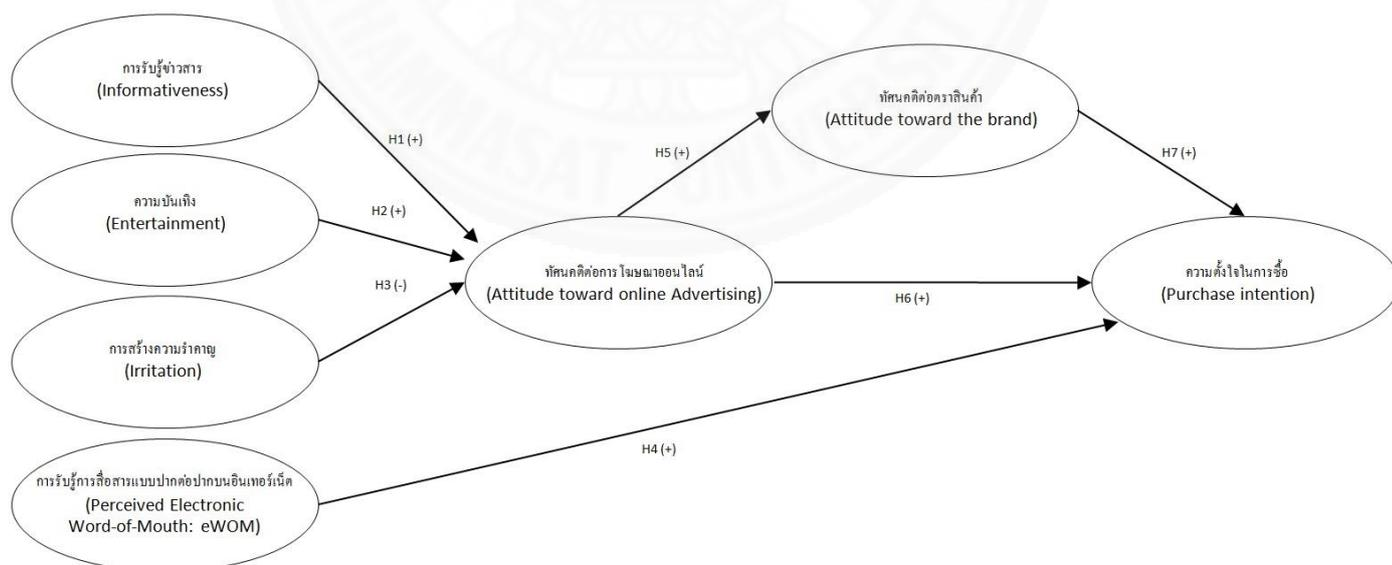 การรับรู้ข่าวสาร
(Informativeness)
ความบันเทิง
(Entertainment)
การสร้างความรำคาญ
(Irritation)
การรับรู้การสื่อสารแบบปากต่อปากบนอินเทอร์เน็ต
(Perceived Electronic
Word-of-Mouth: eWOM)
H1 (+)
H2 (+)
H3 (-)
H4 (+)
ทัศนคติต่อการโฆษณาออนไลน์
(Attitude toward online Advertising)
H5 (+)
H6 (+)
ทัศนคติต่อตราสินค้า
(Attitude toward the brand)
H7 (+)
ความตั้งใจในการซื้อ
(Purchase intention)
THAMMASAT UNIVERSITY